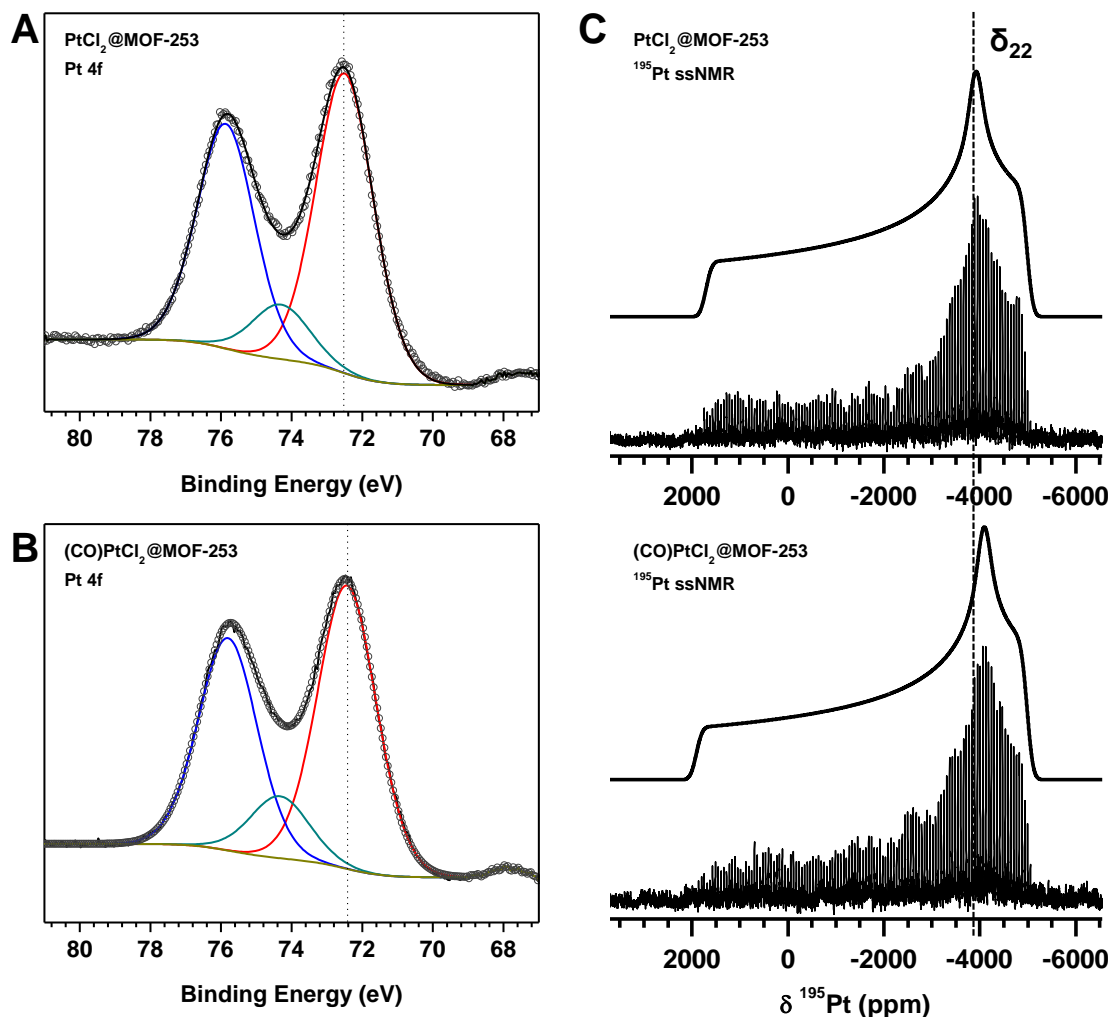 A
PtCl₂@MOF-253
Pt 4f
80 78 76 74 72 70 68
Binding Energy (eV)
B
(CO)PtCl₂@MOF-253
Pt 4f
80 78 76 74 72 70 68
Binding Energy (eV)
C
PtCl₂@MOF-253
¹⁹⁵Pt ssNMR
δ₂₂
2000 0 -2000 -4000 -6000
(CO)PtCl₂@MOF-253
¹⁹⁵Pt ssNMR
2000 0 -2000 -4000 -6000
δ ¹⁹⁵Pt (ppm)